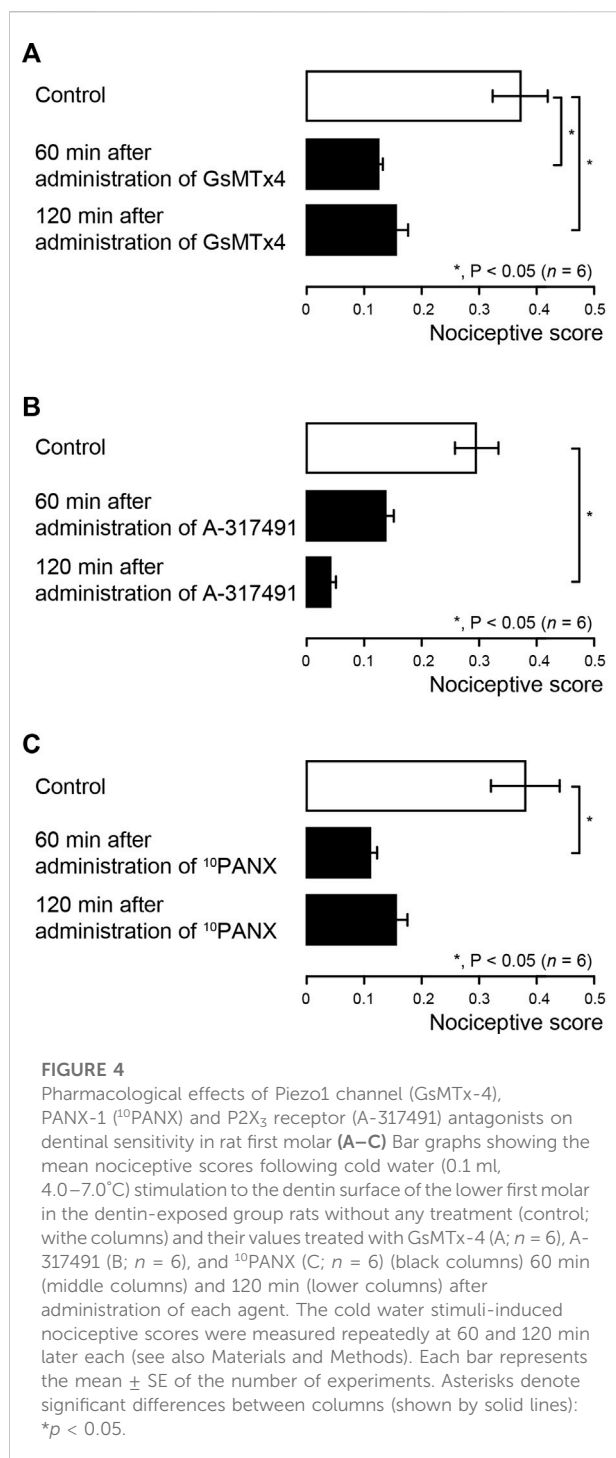 A
Control
60 min after
administration of GsMTx4
120 min after
administration of GsMTx4
*
*
*, P < 0.05 (n = 6)
0 0.1 0.2 0.3 0.4 0.5
Nociceptive score
B
Control
60 min after
administration of A-317491
120 min after
administration of A-317491
*
*, P < 0.05 (n = 6)
0 0.1 0.2 0.3 0.4 0.5
Nociceptive score
C
Control
60 min after
administration of ¹⁰PANX
120 min after
administration of ¹⁰PANX
*
*, P < 0.05 (n = 6)
0 0.1 0.2 0.3 0.4 0.5
Nociceptive score
FIGURE 4
Pharmacological effects of Piezo1 channel (GsMTx-4),
PANX-1 (¹⁰PANX) and P2X₃ receptor (A-317491) antagonists on
dentinal sensitivity in rat first molar (A–C) Bar graphs showing the
mean nociceptive scores following cold water (0.1 ml,
4.0–7.0°C) stimulation to the dentin surface of the lower first molar
in the dentin-exposed group rats without any treatment (control;
withe columns) and their values treated with GsMTx-4 (A; n = 6), A-
317491 (B; n = 6), and ¹⁰PANX (C; n = 6) (black columns) 60 min
(middle columns) and 120 min (lower columns) after
administration of each agent. The cold water stimuli-induced
nociceptive scores were measured repeatedly at 60 and 120 min
later each (see also Materials and Methods). Each bar represents
the mean ± SE of the number of experiments. Asterisks denote
significant differences between columns (shown by solid lines):
*p < 0.05.